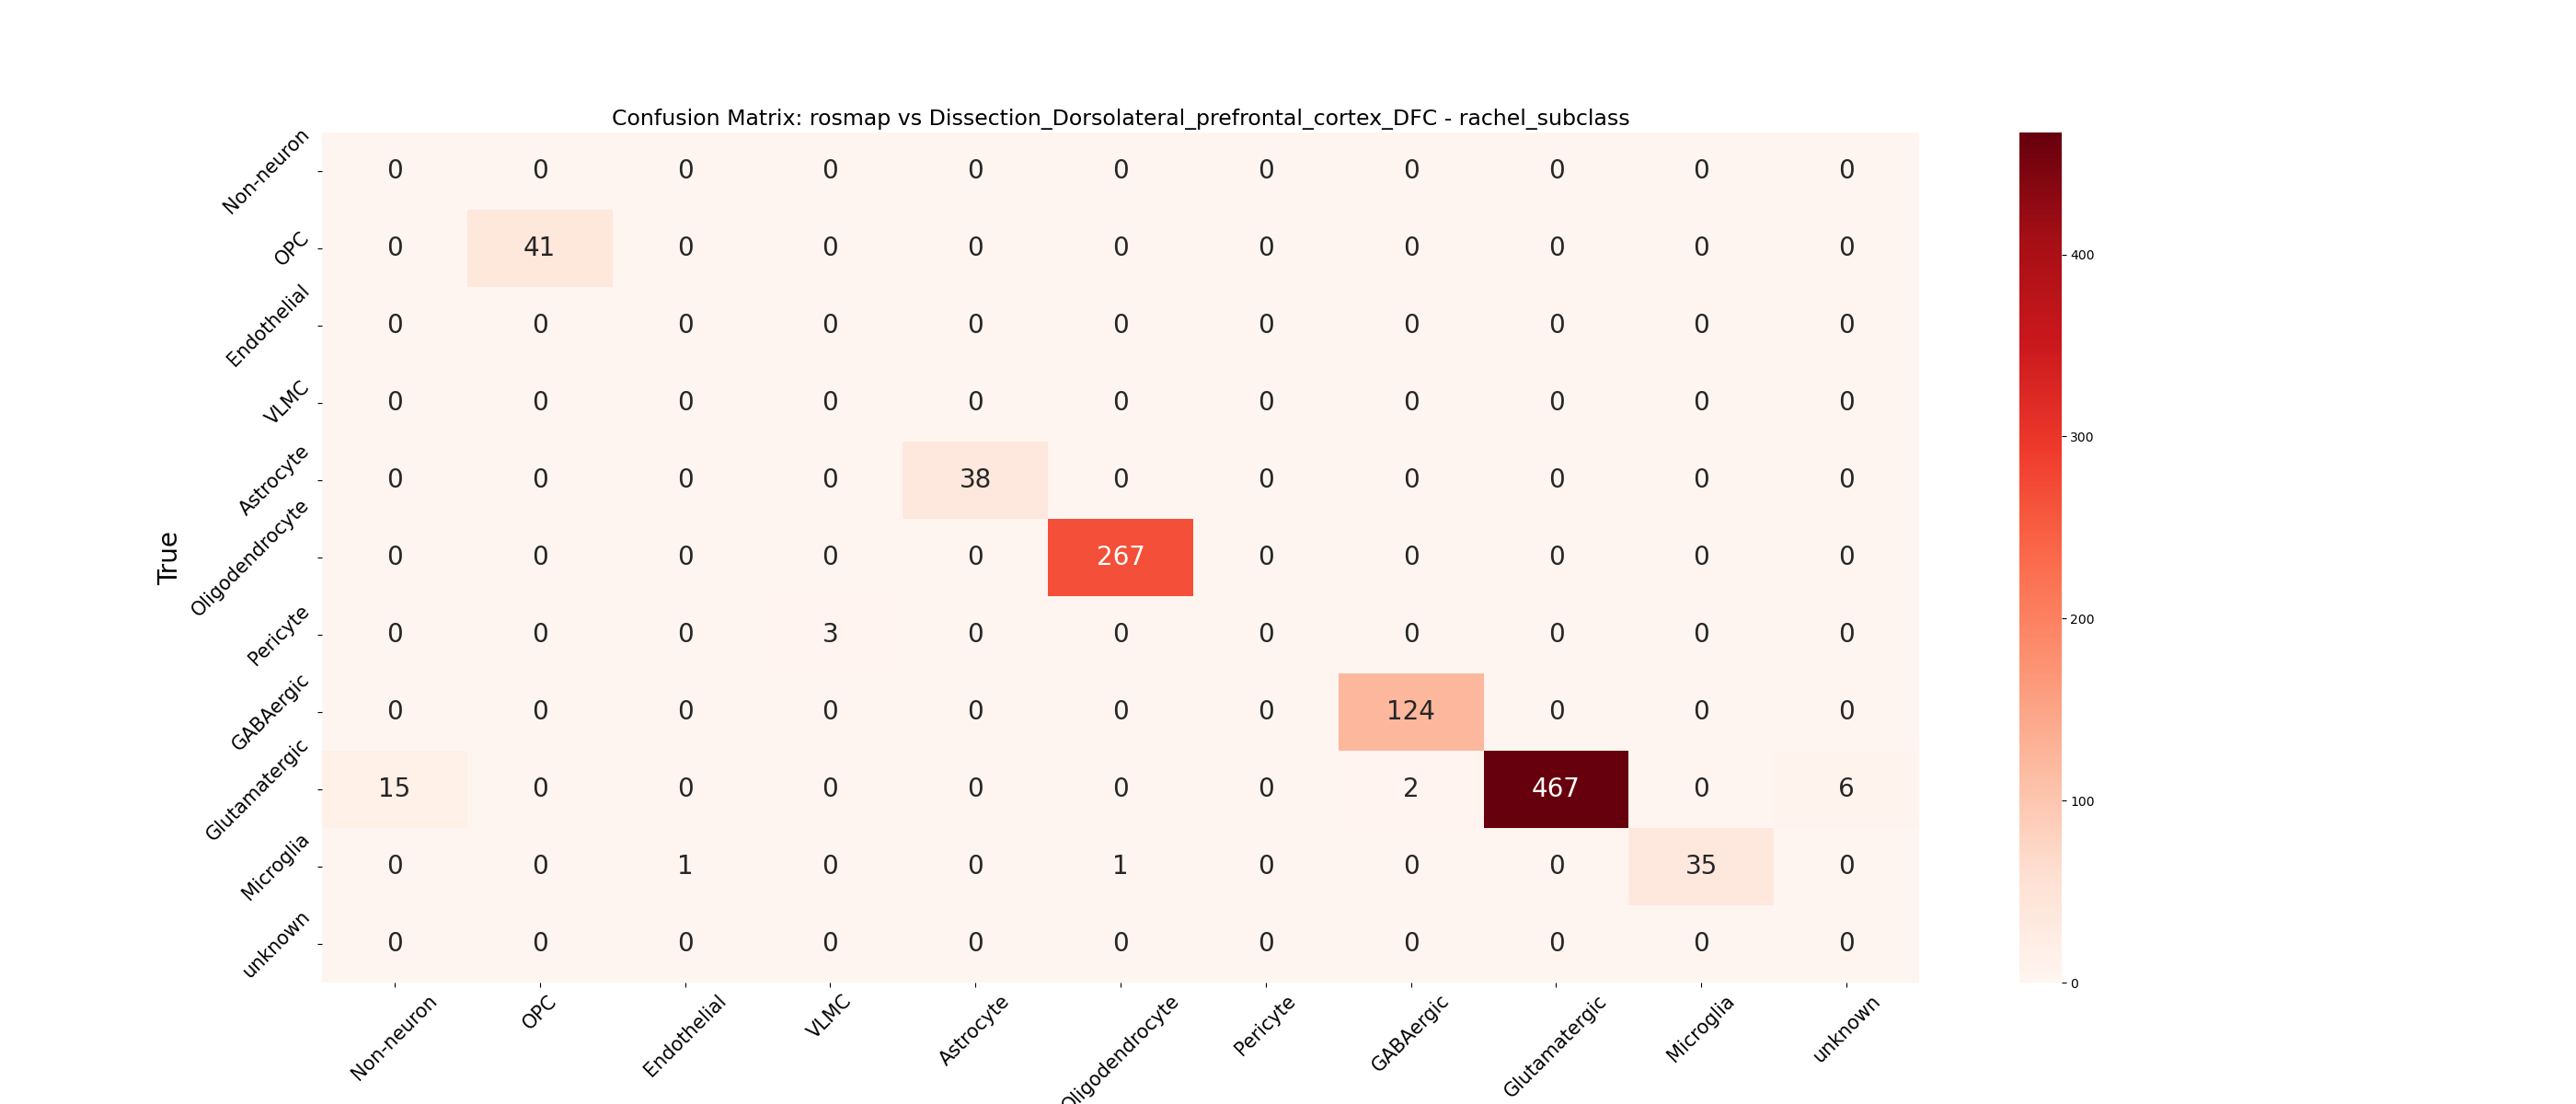 Confusion Matrix: rosmap vs Dissection_Dorsolateral_prefrontal_cortex_DFC - rachel_subclass
True
Non-neuron 0 0 0 0 0 0 0 0 0 0 0
OPC 0 41 0 0 0 0 0 0 0 0 0
Endothelial 0 0 0 0 0 0 0 0 0 0 0
VLMC 0 0 0 0 0 0 0 0 0 0 0
Astrocyte 0 0 0 0 38 0 0 0 0 0 0
Oligodendrocyte 0 0 0 0 0 267 0 0 0 0 0
Pericyte 0 0 0 3 0 0 0 0 0 0 0
GABAergic 0 0 0 0 0 0 0 124 0 0 0
Glutamatergic 15 0 0 0 0 0 0 2 467 0 6
Microglia 0 0 1 0 0 1 0 0 0 35 0
unknown 0 0 0 0 0 0 0 0 0 0 0
Non-neuron OPC Endothelial VLMC Astrocyte Oligodendrocyte Pericyte GABAergic Glutamatergic Microglia unknown
400
300
200
100
0